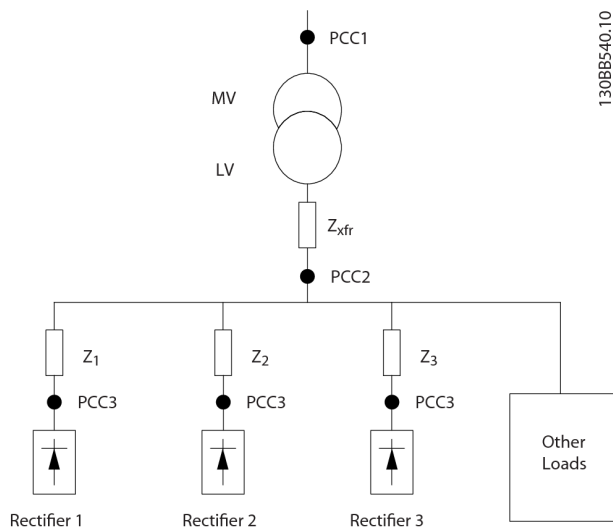 PCC1
130BB540.10
MV
LV
Zxfr
PCC2
Z1
Z2
Z3
PCC3
PCC3
PCC3
Other
Loads
Rectifier 1
Rectifier 2
Rectifier 3